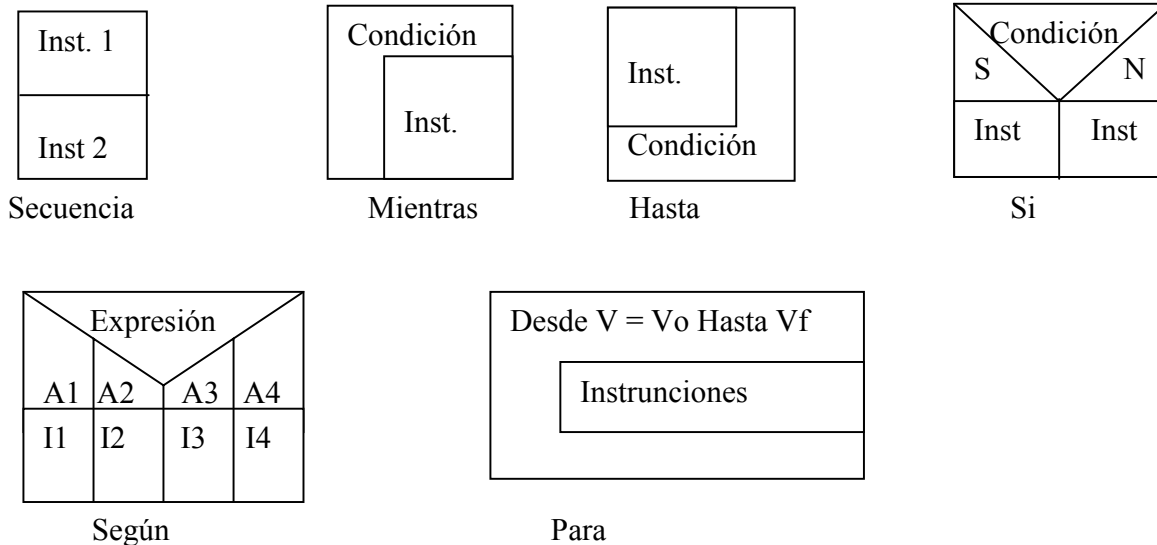 Inst. 1
Inst 2
Secuencia
Condición
Inst.
Mientras
Inst.
Condición
Hasta
Condición
S N
Inst Inst
Si
Expresión
A1 A2 A3 A4
I1 I2 I3 I4
Según
Desde V = Vo Hasta Vf
Instrunciones
Para